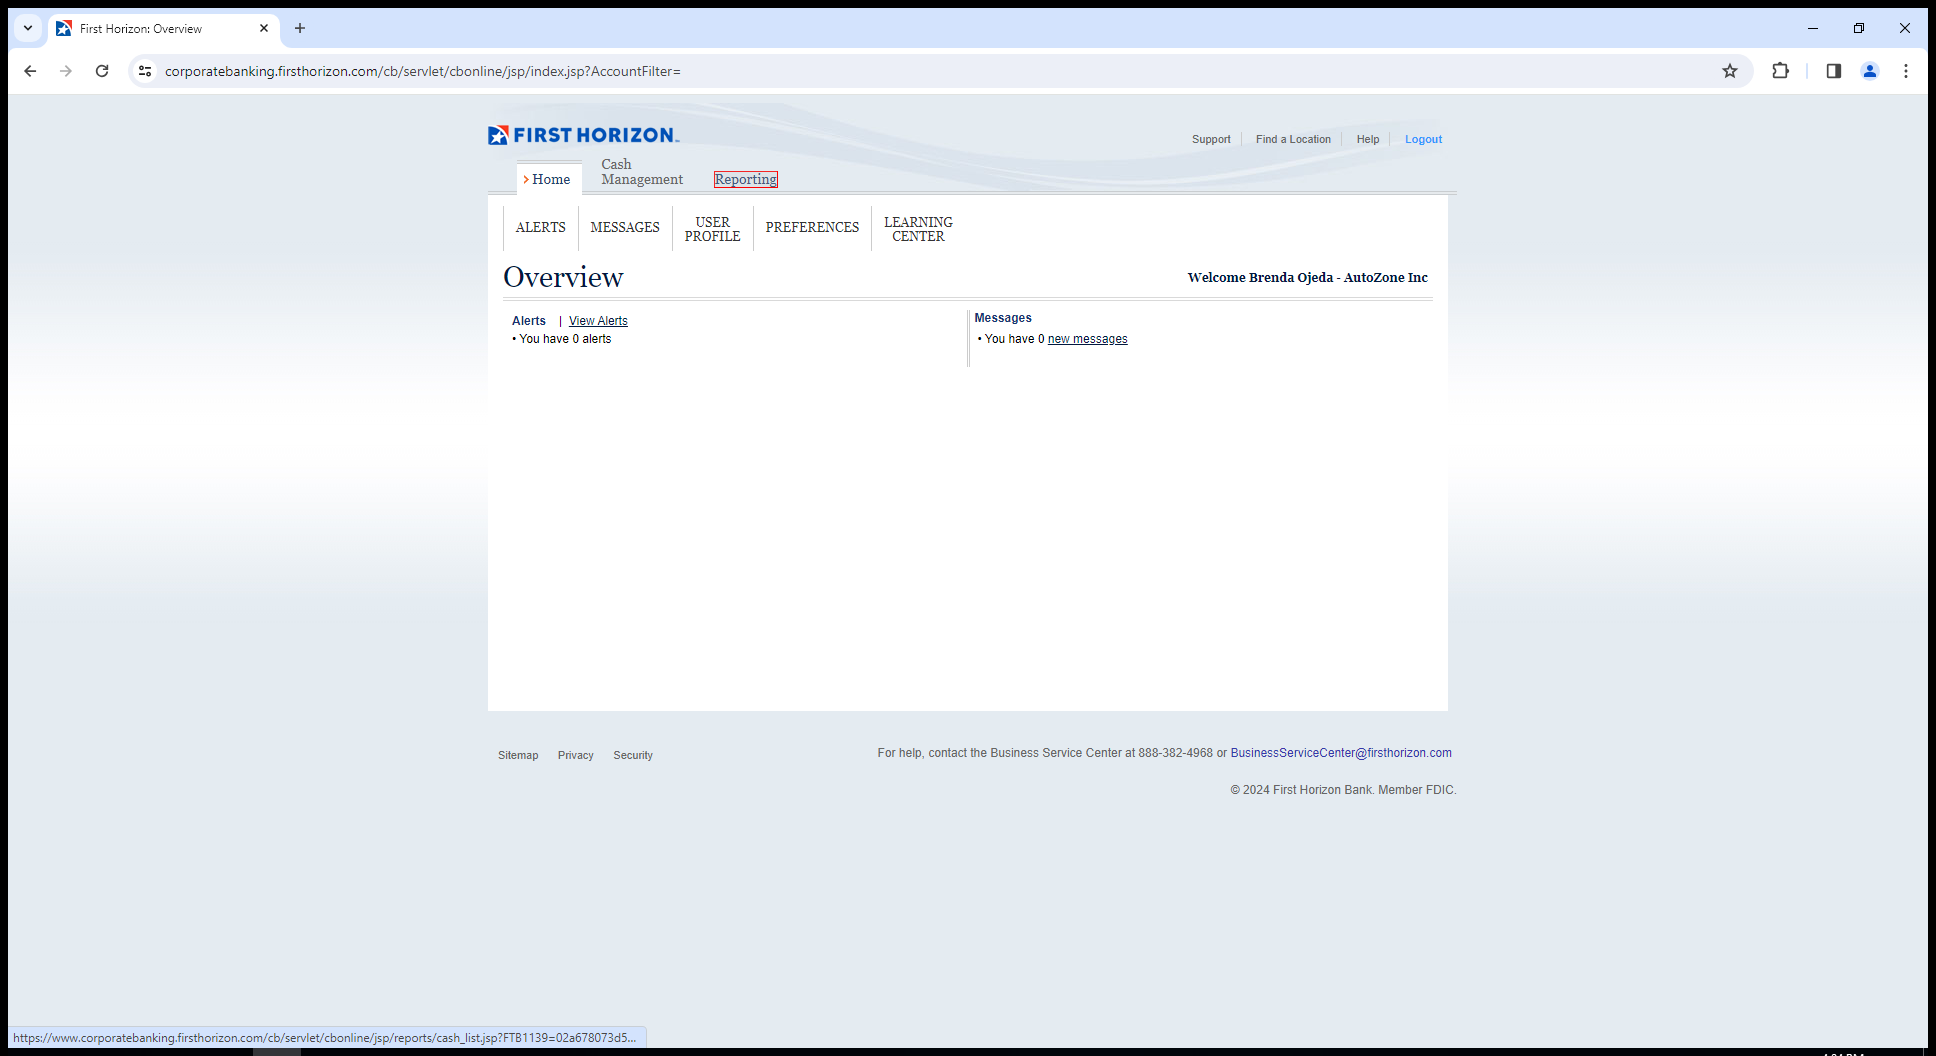 First Horizon: Overview
corporatebanking.firsthorizon.com/cb/servlet/cbonline/jsp/index.jsp?AccountFilter=
FIRST HORIZON
Support
Find a Location
Help
Logout
Home
Cash
Management
Reporting
ALERTS
MESSAGES
USER
PROFILE
PREFERENCES
LEARNING
CENTER
Overview
Welcome Brenda Ojeda - AutoZone Inc
Alerts | View Alerts
• You have 0 alerts
Messages
• You have 0 new messages
Sitemap
Privacy
Security
For help, contact the Business Service Center at 888-382-4968 or BusinessServiceCenter@firsthorizon.com
© 2024 First Horizon Bank. Member FDIC.
https://www.corporatebanking.firsthorizon.com/cb/servlet/cbonline/jsp/reports/cash_list.jsp?FTB1139=02a678073d5...